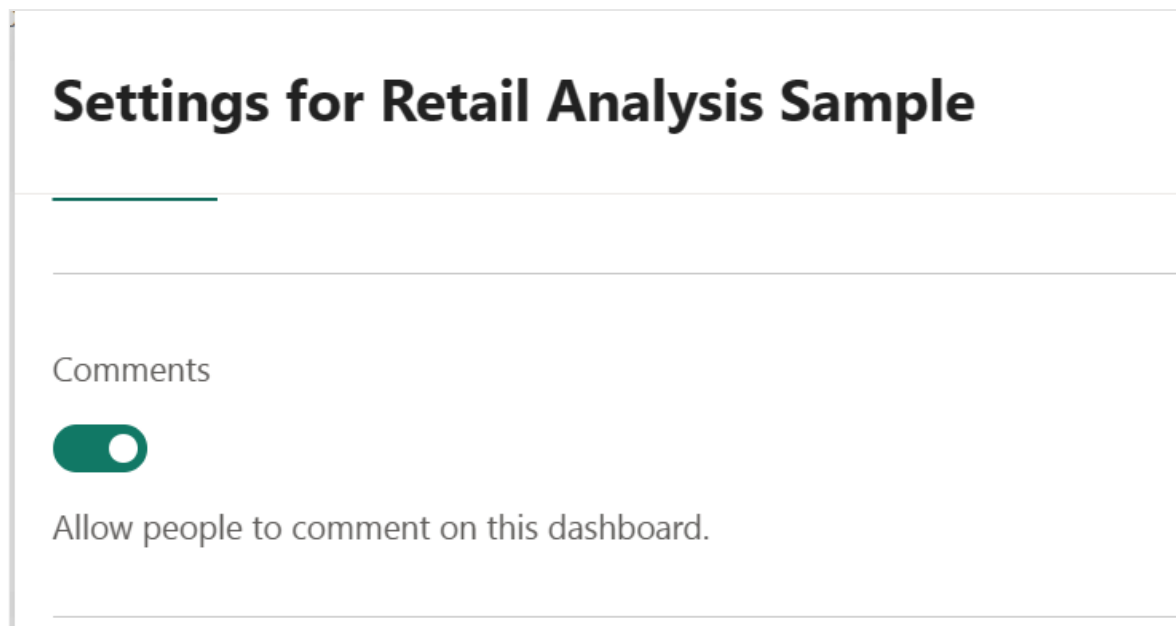 Settings for Retail Analysis Sample
Comments
Allow people to comment on this dashboard.